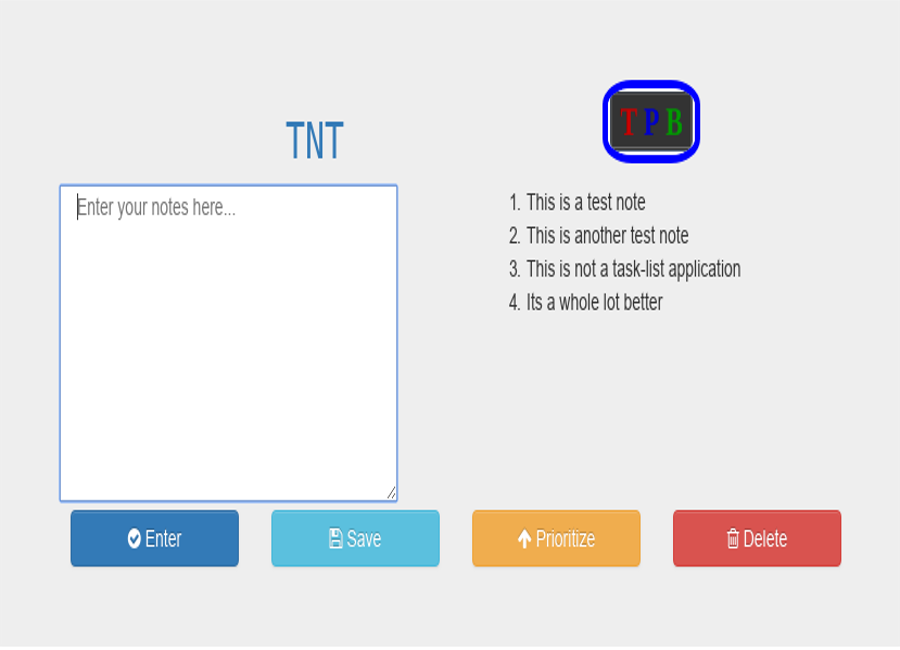 TNT
TPB
Enter your notes here...
1. This is a test note
2. This is another test note
3. This is not a task-list application
4. Its a whole lot better
Enter
Save
Prioritize
Delete